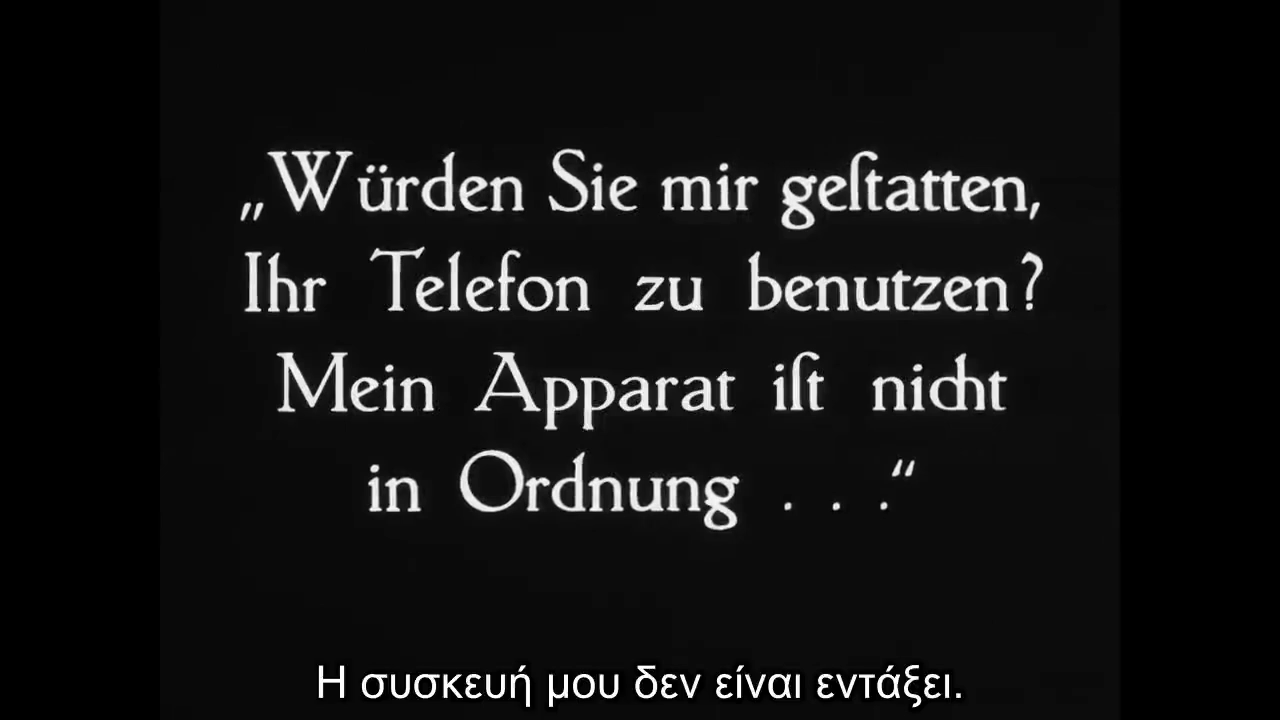 „Würden Sie mir geſtatten,
Ihr Telefon zu benutzen?
Mein Apparat iſt nicht
in Ordnung . . .“
Η συσκευή μου δεν είναι εντάξει.